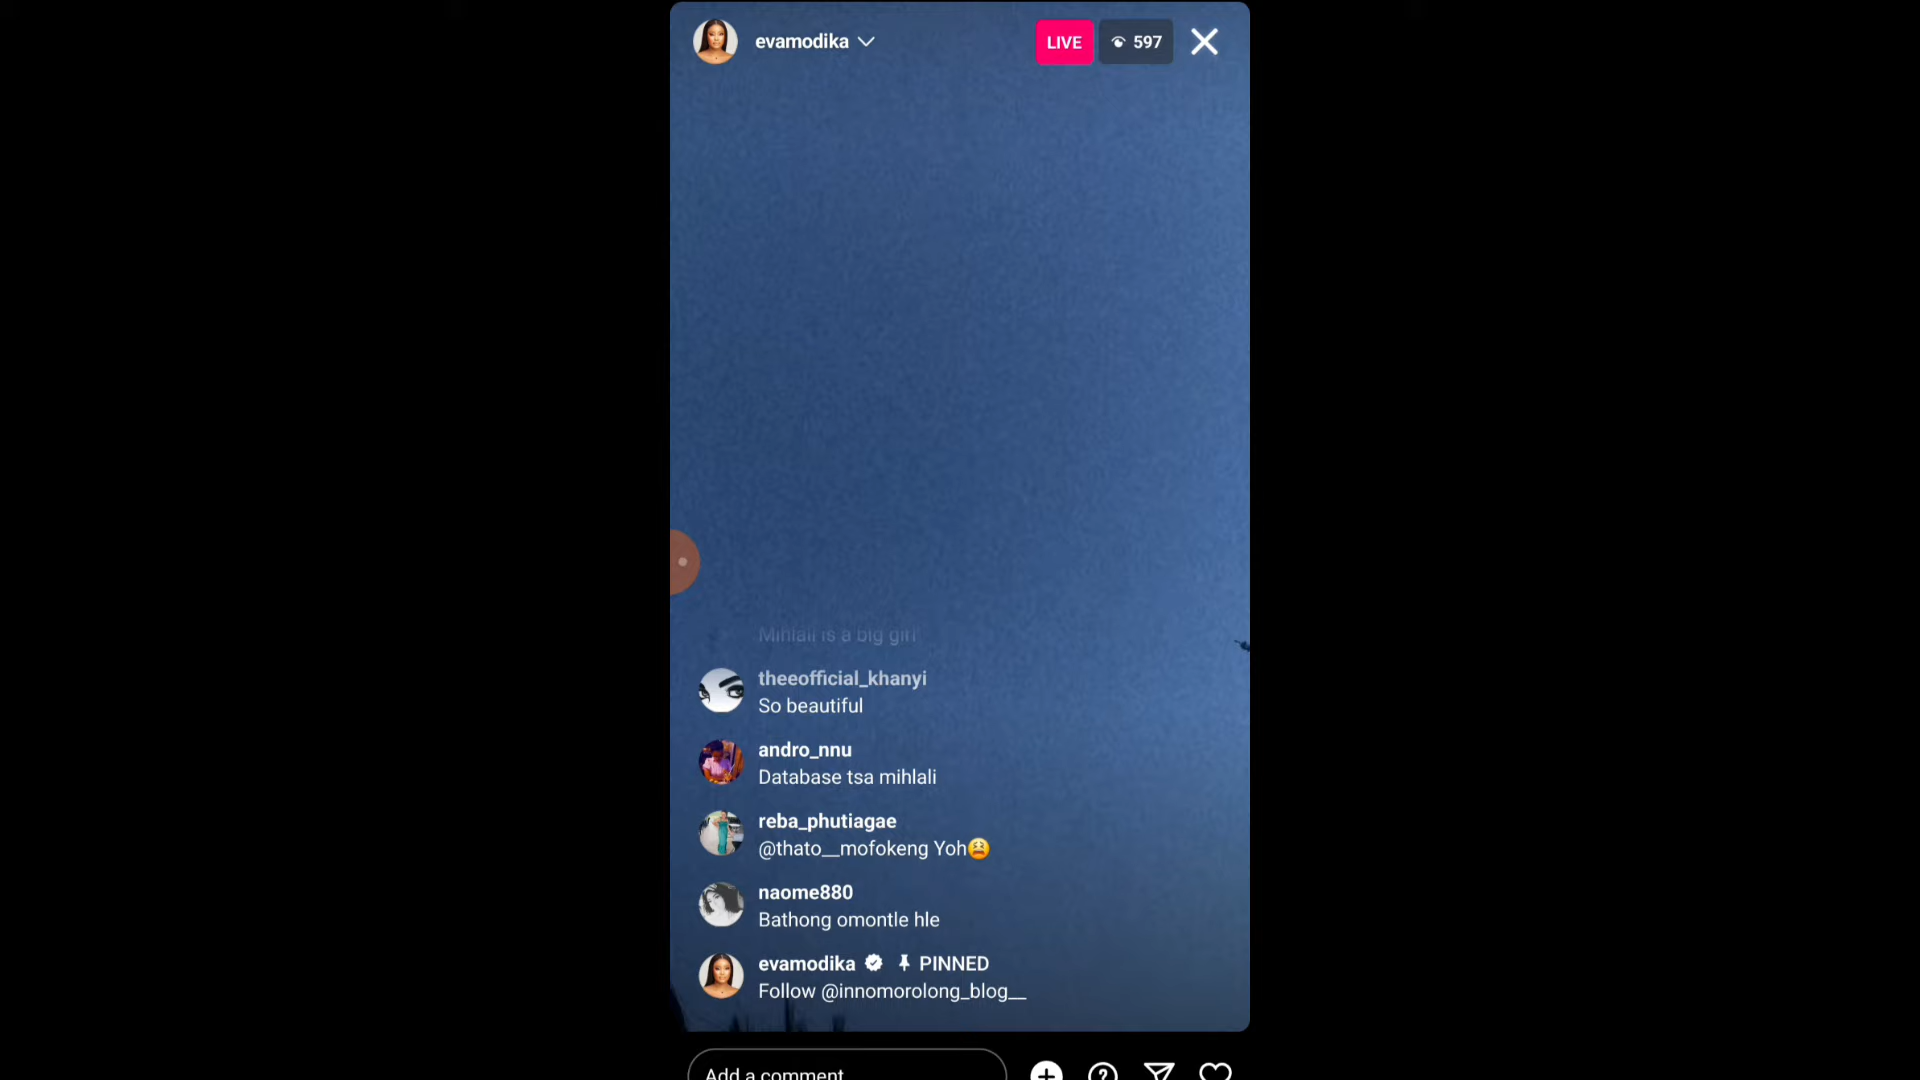 evamodika
LIVE
597
Mihlali is a big girl
theeofficial_khanyi
So beautiful
andro_nnu
Database tsa mihlali
reba_phutiagae
@thato__mofokeng Yoh😫
naome880
Bathong omontle hle
evamodika PINNED
Follow @innomorolong_blog__
Add a comment